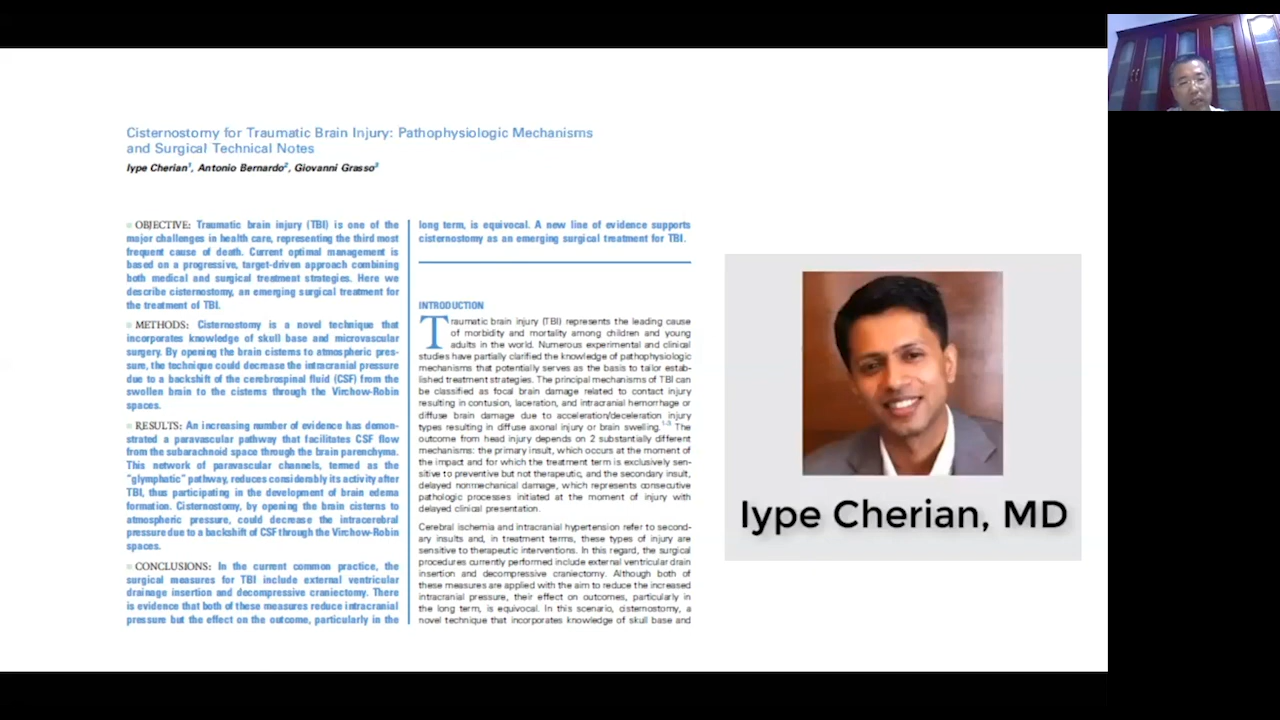 Cisternostomy for Traumatic Brain Injury: Pathophysiologic Mechanisms
and Surgical Technical Notes
Iype Cherian1, Antonio Bernardo2, Giovanni Grasso3
OBJECTIVE: Traumatic brain injury (TBI) is one of the
major challenges in health care, representing the third most
frequent cause of death. Current optimal management is
based on a progressive, target-driven approach combining
both medical and surgical treatment strategies. Here we
describe cisternostomy, an emerging surgical treatment for
the treatment of TBI.
METHODS: Cisternostomy is a novel technique that
incorporates knowledge of skull base and microvascular
surgery. By opening the brain cisterns to atmospheric pres-
sure, the technique could decrease the intracranial pressure
due to a backshift of the cerebrospinal fluid (CSF) from the
swollen brain to the cisterns through the Virchow-Robin
spaces.
RESULTS: An increasing number of evidence has demon-
strated a paravascular pathway that facilitates CSF flow
from the subarachnoid space through the brain parenchyma.
This network of paravascular channels, termed as the
"glymphatic" pathway, reduces considerably its activity after
TBI, thus participating in the development of brain edema
formation. Cisternostomy, by opening the brain cisterns to
atmospheric pressure, could decrease the intracerebral
pressure due to a backshift of CSF through the Virchow-Robin
spaces.
CONCLUSIONS: In the current common practice, the
surgical measures for TBI include external ventricular
drainage insertion and decompressive craniectomy. There
is evidence that both of these measures reduce intracranial
pressure but the effect on the outcome, particularly in the
long term, is equivocal. A new line of evidence supports
cisternostomy as an emerging surgical treatment for TBI.
INTRODUCTION
Traumatic brain injury (TBI) represents the leading cause
of morbidity and mortality among children and young
adults in the world. Numerous experimental and clinical
studies have partially clarified the knowledge of pathophysiologic
mechanisms that potentially serves as the basis to tailor estab-
lished treatment strategies. The principal mechanisms of TBI can
be classified as focal brain damage related to contact injury
resulting in contusion, laceration, and intracranial hemorrhage or
diffuse brain damage due to acceleration/deceleration injury
types resulting in diffuse axonal injury or brain swelling.1-3 The
outcome from head injury depends on 2 substantially different
mechanisms: the primary insult, which occurs at the moment of
the impact and for which the treatment term is exclusively sen-
sitive to preventive but not therapeutic, and the secondary insult,
delayed nonmechanical damage, which represents consecutive
pathologic processes initiated at the moment of injury with
delayed clinical presentation.
Cerebral ischemia and intracranial hypertension refer to second-
ary insults and, in treatment terms, these types of injury are
sensitive to therapeutic interventions. In this regard, the surgical
procedures currently performed include external ventricular drain
insertion and decompressive craniectomy. Although both of
these measures are applied with the aim to reduce the increased
intracranial pressure, their effect on outcomes, particularly in
the long term, is equivocal. In this scenario, cisternostomy, a
novel technique that incorporates knowledge of skull base and
Iype Cherian, MD